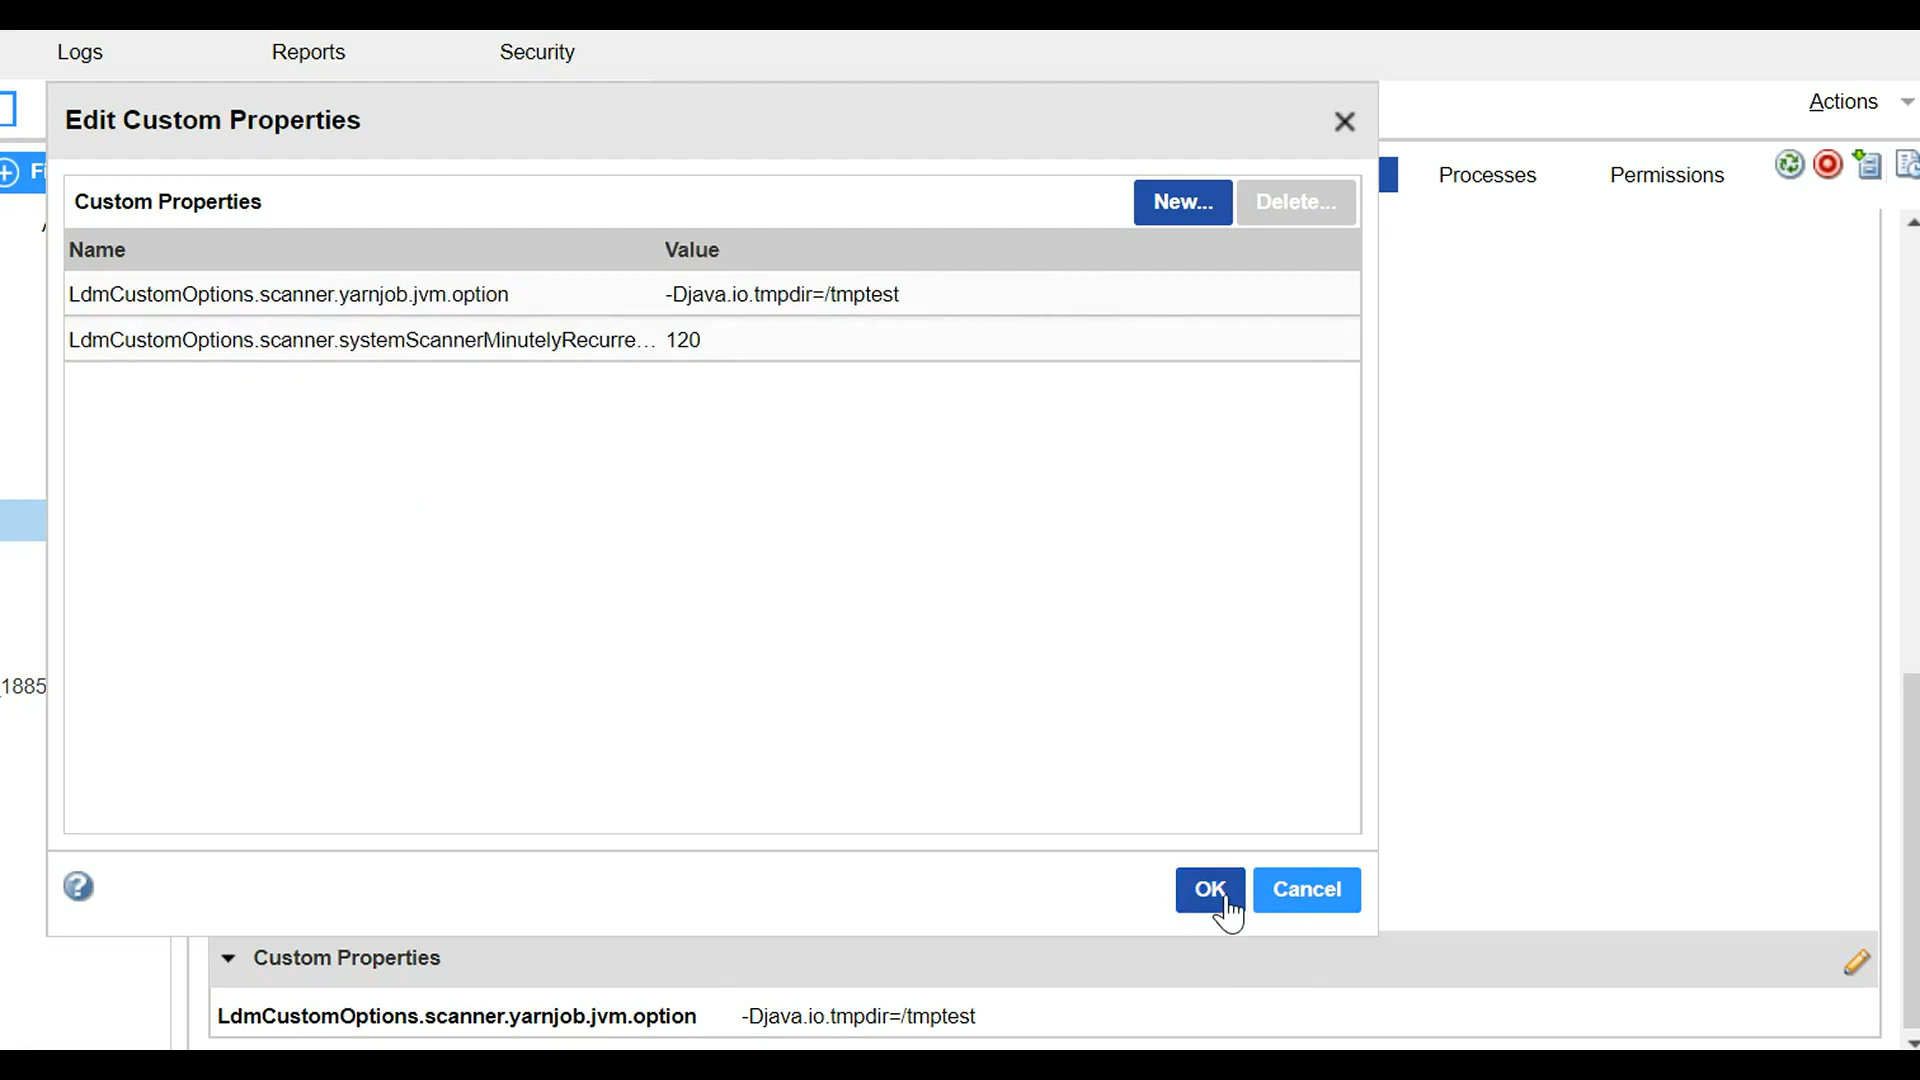 Logs Reports Security
Edit Custom Properties
Actions
Custom Properties New... Delete...
Processes Permissions
Name Value
LdmCustomOptions.scanner.yarnjob.jvm.option -Djava.io.tmpdir=/tmptest
LdmCustomOptions.scanner.systemScannerMinutelyRecurre... 120
_1885
OK Cancel
Custom Properties
LdmCustomOptions.scanner.yarnjob.jvm.option -Djava.io.tmpdir=/tmptest